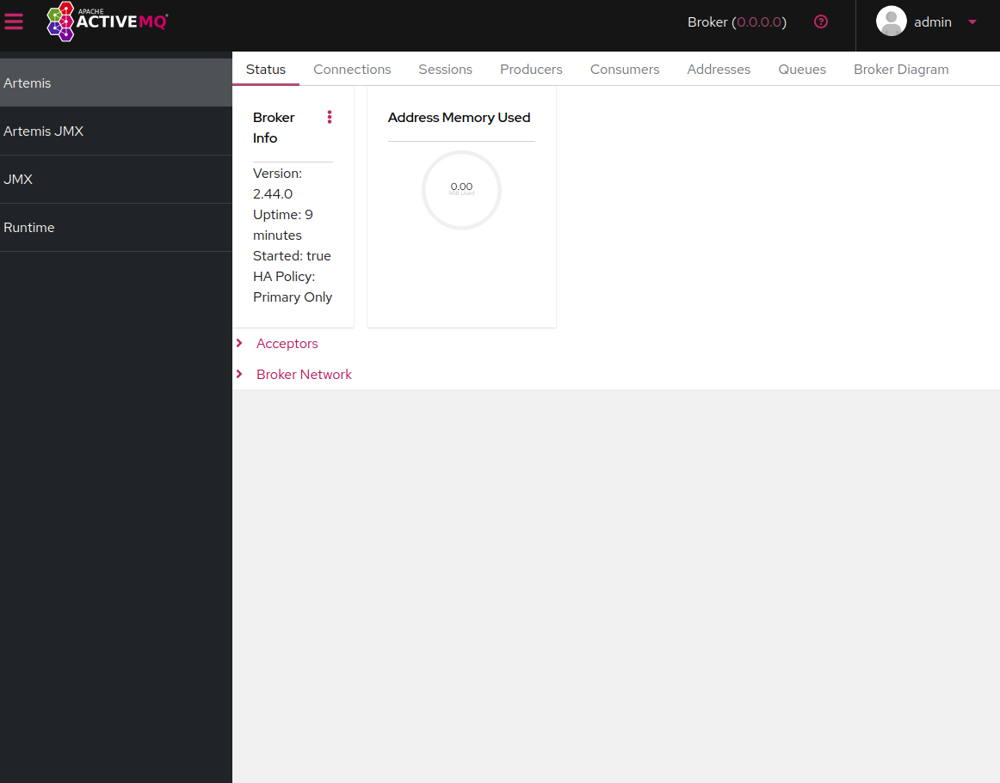 APACHE
ACTIVEMQ
Broker (0.0.0.0)
admin
Artemis
Artemis JMX
JMX
Runtime
Status Connections Sessions Producers Consumers Addresses Queues Broker Diagram
Broker
Info
Version:
2.44.0
Uptime: 9
minutes
Started: true
HA Policy:
Primary Only
Address Memory Used
0.00
MiB Used
Acceptors
Broker Network